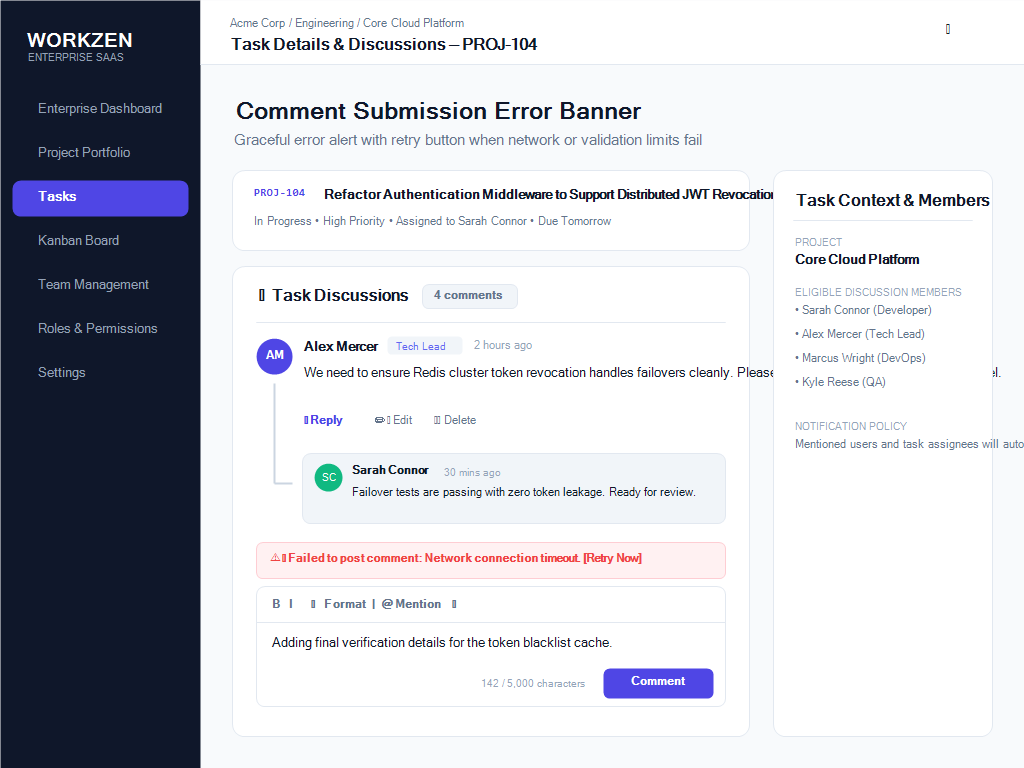 WORKZEN
ENTERPRISE SAAS
Enterprise Dashboard
Project Portfolio
Tasks
Kanban Board
Team Management
Roles & Permissions
Settings
Acme Corp / Engineering / Core Cloud Platform
Task Details & Discussions – PROJ-104
Comment Submission Error Banner
Graceful error alert with retry button when network or validation limits fail
PROJ-104 Refactor Authentication Middleware to Support Distributed JWT Revocation
In Progress • High Priority • Assigned to Sarah Connor • Due Tomorrow
Task Discussions 4 comments
Alex Mercer Tech Lead 2 hours ago
AM
We need to ensure Redis cluster token revocation handles failovers cleanly. Please
Reply ✏ Edit Delete
SC
Sarah Connor 30 mins ago
Failover tests are passing with zero token leakage. Ready for review.
⚠ Failed to post comment: Network connection timeout. [Retry Now]
B I Format | @ Mention
Adding final verification details for the token blacklist cache.
142 / 5,000 characters Comment
Task Context & Members
PROJECT
Core Cloud Platform
ELIGIBLE DISCUSSION MEMBERS
• Sarah Connor (Developer)
• Alex Mercer (Tech Lead)
• Marcus Wright (DevOps)
• Kyle Reese (QA)
NOTIFICATION POLICY
Mentioned users and task assignees will auto